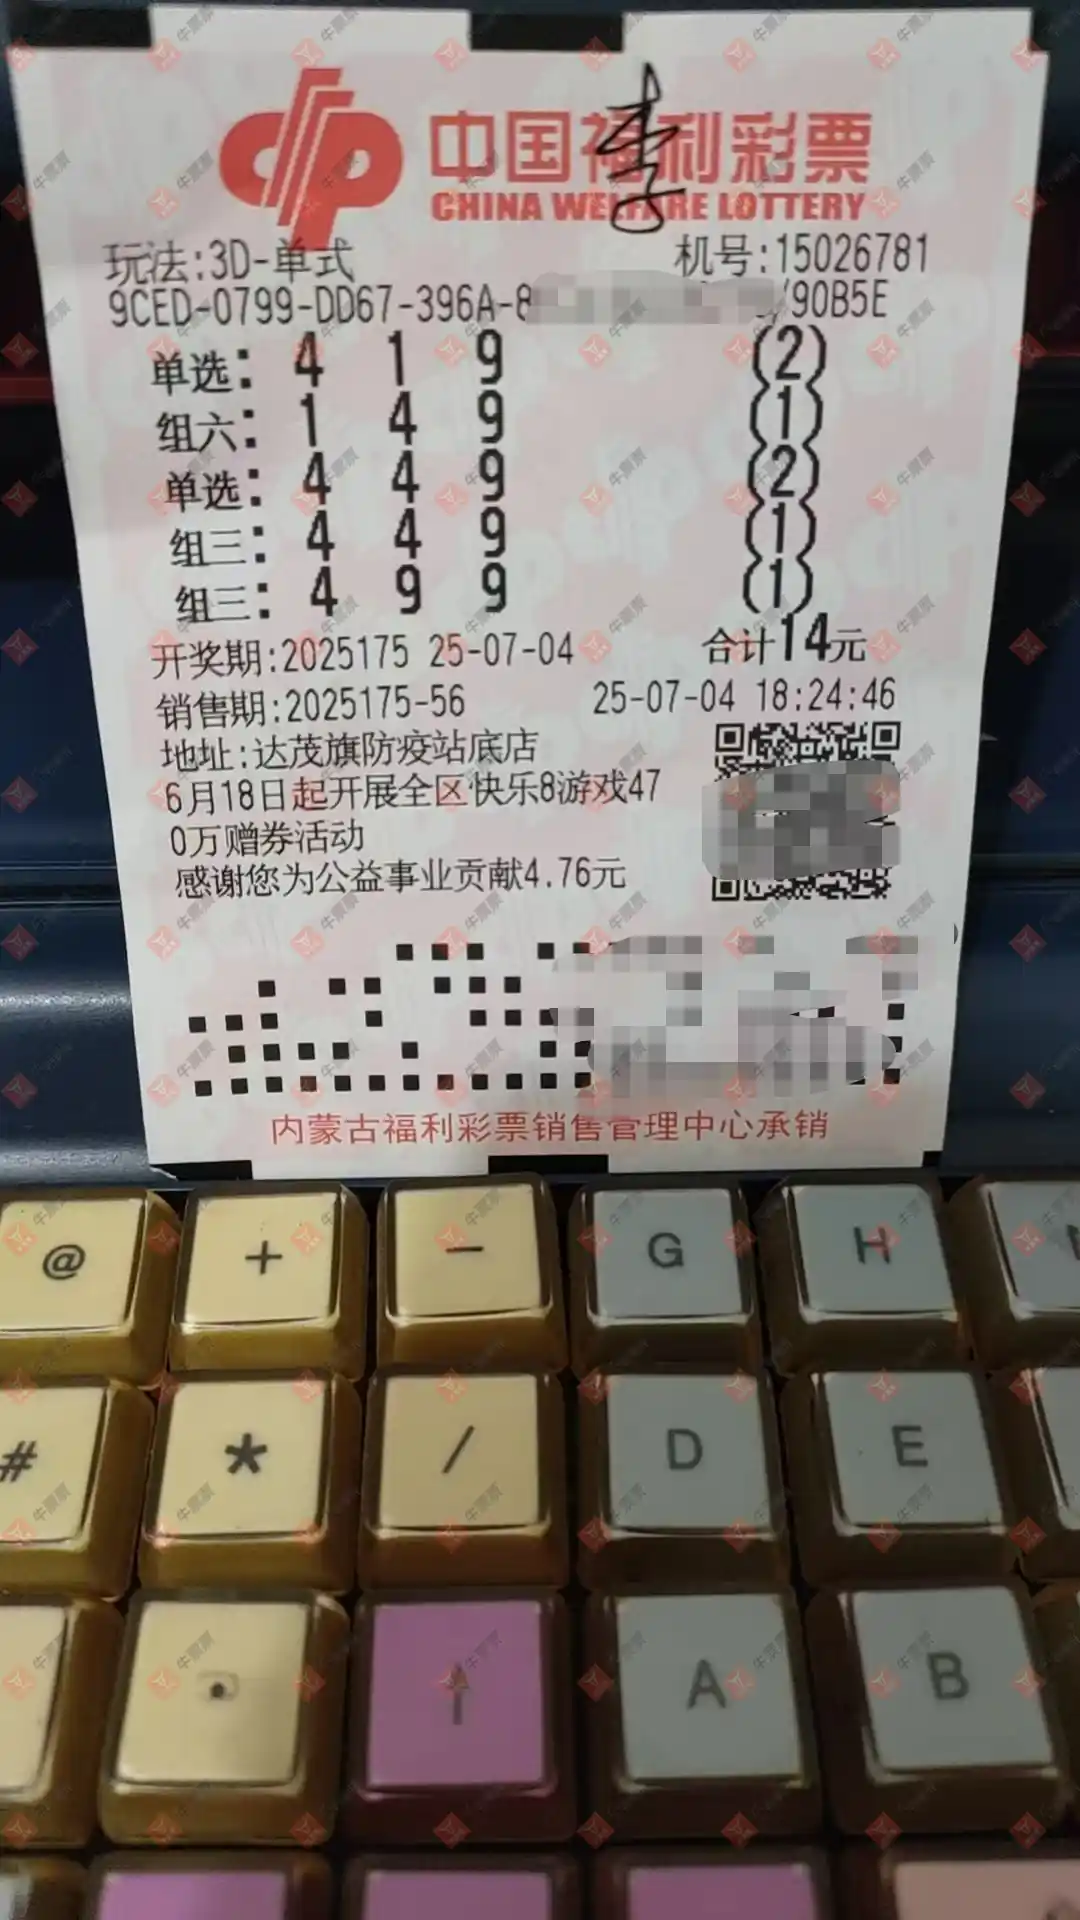 李
中国福利彩票
CHINA WELFARE LOTTERY
玩法:3D-单式 机号:15026781
9CED-0799-DD67-396A-8 /90B5E
单选: 4 1 9 (2)
组六: 1 4 9 (1)
单选: 4 4 9 (2)
组三: 4 4 9 (1)
组三: 4 9 9 (1)
开奖期:2025175 25-07-04 合计14元
销售期:2025175-56 25-07-04 18:24:46
地址:达茂旗防疫站底店
6月18日起开展全区快乐8游戏47
0万赠券活动
感谢您为公益事业贡献4.76元
内蒙古福利彩票销售管理中心承销
@ + - G H
# * / D E
. ↑ A B
牛票票